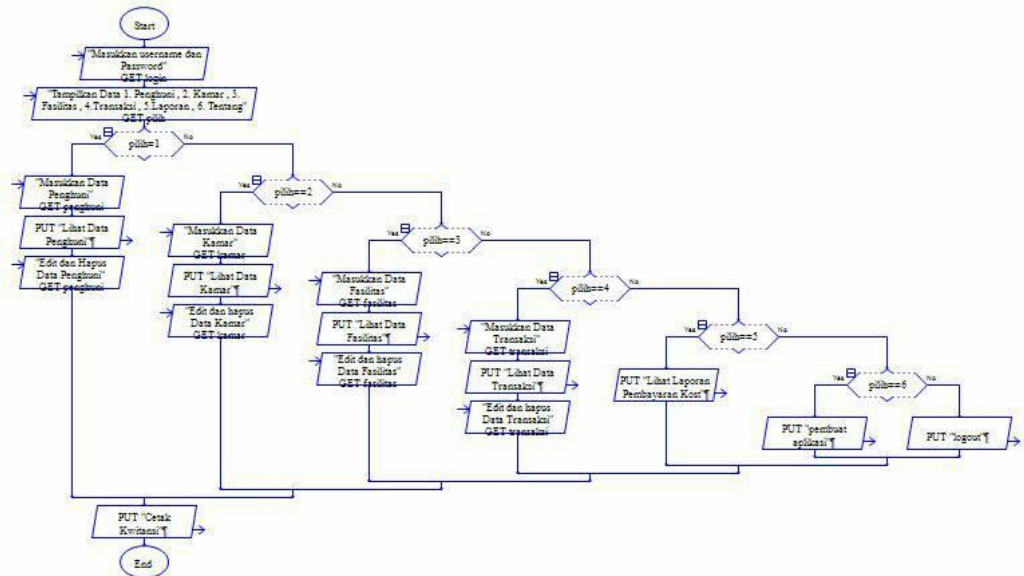 Start
"Masukkan username dan
Password"
GET login
"Tampilkan Data 1. Penghuni , 2. Kamar , 3.
Fasilitas , 4.Transaksi , 5.Laporan , 6. Tentang"
GET pilih
Yes
No
pilih=1
"Masukkan Data
Penghuni"
GET penghuni
PUT "Lihat Data
Penghuni"¶
"Edit dan Hapus
Data Penghuni"
GET penghuni
Yes
No
pilih==2
"Masukkan Data
Kamar"
GET kamar
PUT "Lihat Data
Kamar"¶
"Edit dan hapus
Data Kamar"
GET kamar
Yes
No
pilih==3
"Masukkan Data
Fasilitas"
GET fasilitas
PUT "Lihat Data
Fasilitas"¶
"Edit dan hapus
Data Fasilitas"
GET fasilitas
Yes
No
pilih==4
"Masukkan Data
Transaksi"
GET transaksi
PUT "Lihat Data
Transaksi"¶
"Edit dan hapus
Data Transaksi"
GET transaksi
Yes
No
pilih==5
PUT "Lihat Laporan
Pembayaran Kost"¶
Yes
No
pilih==6
PUT "pembuat
aplikasi"¶
PUT "logout"¶
PUT "Cetak
Kwitansi"¶
End